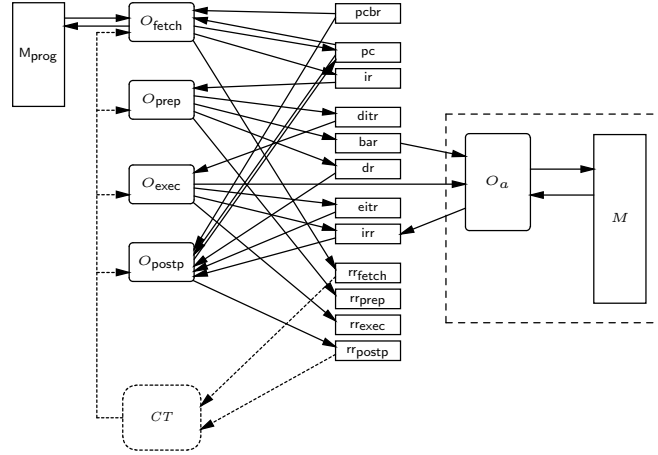 M_prog
O_fetch
O_prep
O_exec
O_postp
CT
pcbr
pc
ir
ditr
bar
dr
eitr
irr
rr_fetch
rr_prep
rr_exec
rr_postp
O_a
M